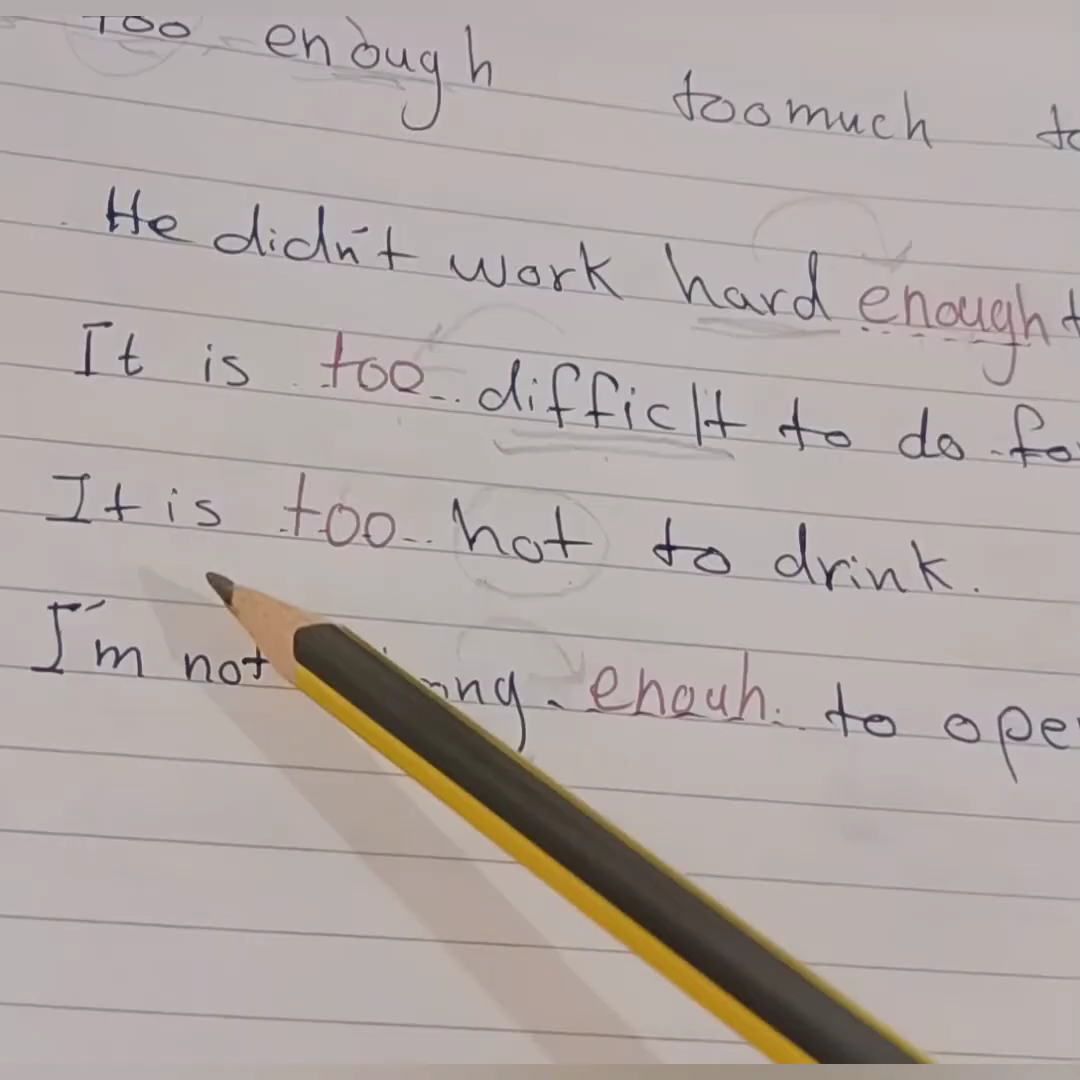 too enough toomuch
He didn't work hard enough
It is too difficlt to do
It is too hot to drink.
I'm not enouh. to